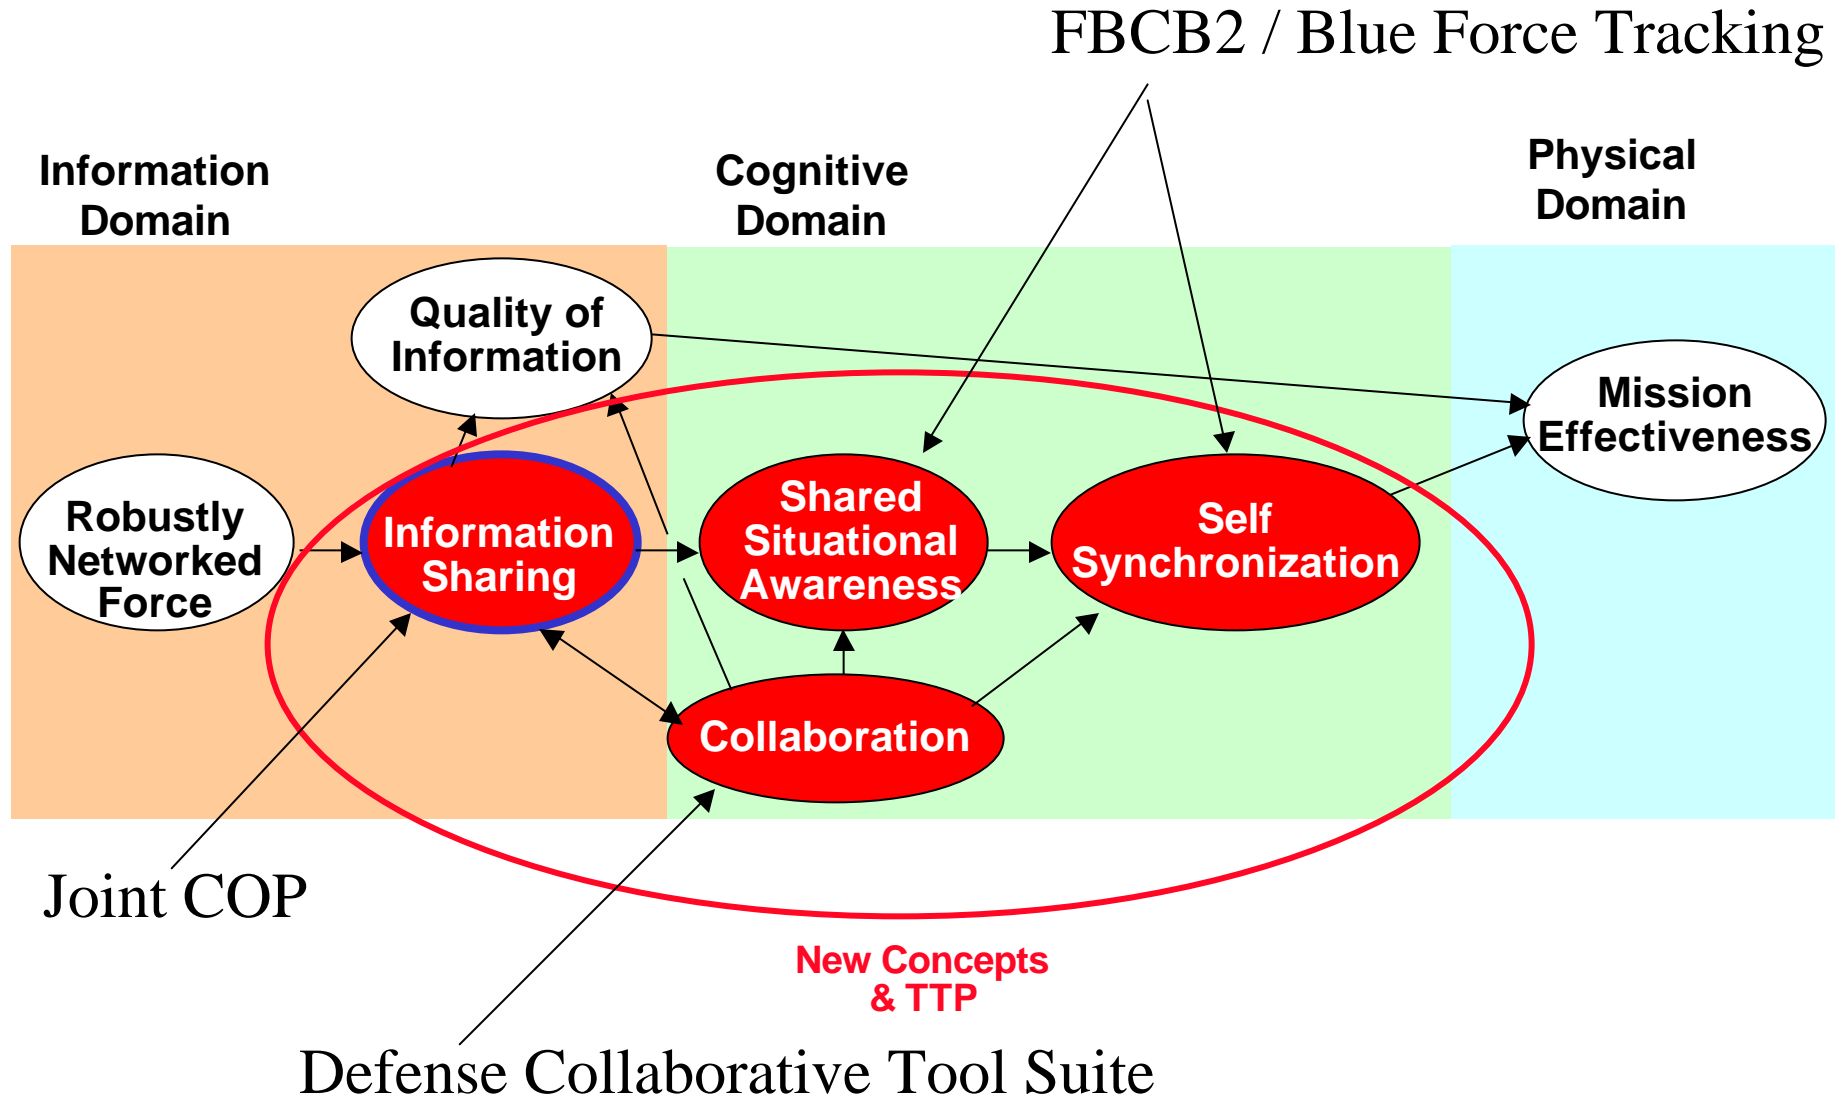 FBCB2 / Blue Force Tracking
Information
Domain
Cognitive
Domain
Physical
Domain
Quality of
Information
Mission
Effectiveness
Robustly
Networked
Force
Information
Sharing
Shared
Situational
Awareness
Self
Synchronization
Collaboration
Joint COP
New Concepts
& TTP
Defense Collaborative Tool Suite